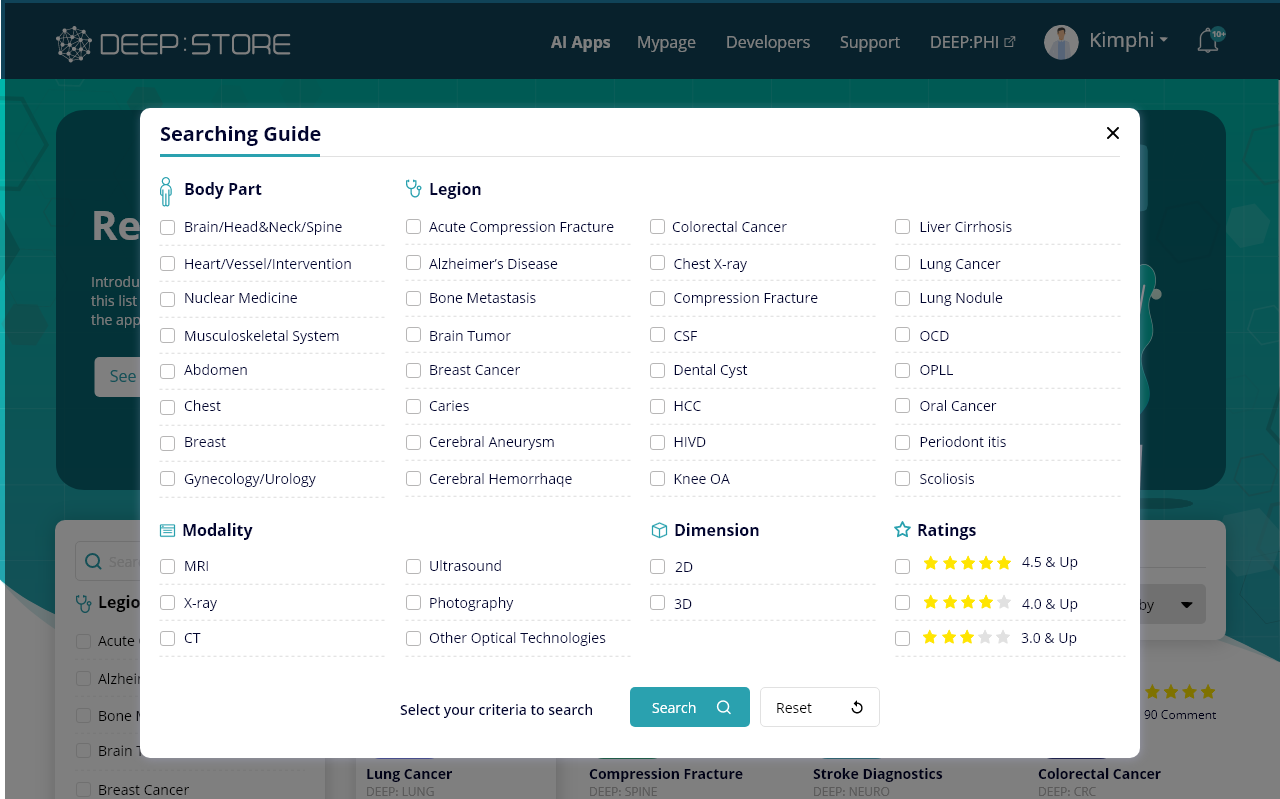 DEEP:STORE
AI Apps Mypage Developers Support DEEP:PHI Kimphi 10+
Searching Guide
Re
Introdu
this list
the app
See
Body Part
Brain/Head&Neck/Spine
Heart/Vessel/Intervention
Nuclear Medicine
Musculoskeletal System
Abdomen
Chest
Breast
Gynecology/Urology
Legion
Acute Compression Fracture
Alzheimer’s Disease
Bone Metastasis
Brain Tumor
Breast Cancer
Caries
Cerebral Aneurysm
Cerebral Hemorrhaqe
Colorectal Cancer
Chest X-ray
Compression Fracture
CSF
Dental Cyst
HCC
HIVD
Knee OA
Liver Cirrhosis
Lung Cancer
Lung Nodule
OCD
OPLL
Oral Cancer
Periodont itis
Scoliosis
Modality
MRI
X-ray
CT
Ultrasound
Photography
Other Optical Technologies
Dimension
2D
3D
Ratings
4.5 & Up
4.0 & Up
3.0 & Up
Select your criteria to search
Search
Reset
Sear
Legio
Acute
Alzhei
Bone M
Brain T
Breast Cancer
by
90 Comment
Lung Cancer
DEEP: LUNG
Compression Fracture
DEEP: SPINE
Stroke Diagnostics
DEEP: NEURO
Colorectal Cancer
DEEP: CRC